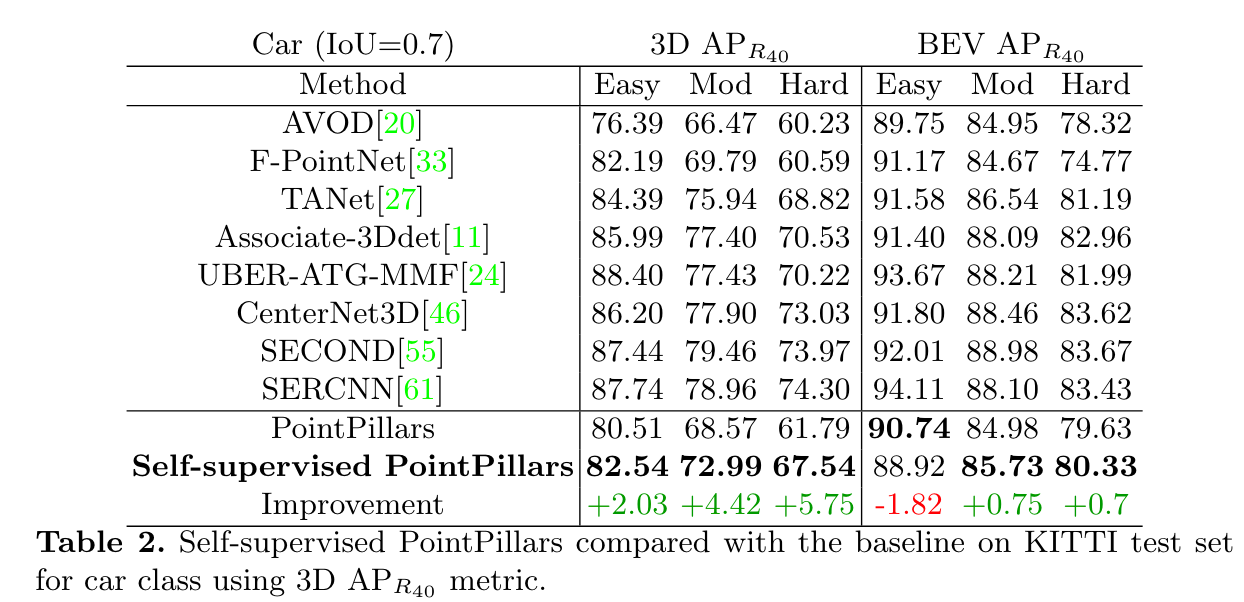 Car (IoU=0.7) 3D AP_{R_{40}} BEV AP_{R_{40}}
Method Easy Mod Hard Easy Mod Hard
AVOD[20] 76.39 66.47 60.23 89.75 84.95 78.32
F-PointNet[33] 82.19 69.79 60.59 91.17 84.67 74.77
TANet[27] 84.39 75.94 68.82 91.58 86.54 81.19
Associate-3Ddet[11] 85.99 77.40 70.53 91.40 88.09 82.96
UBER-ATG-MMF[24] 88.40 77.43 70.22 93.67 88.21 81.99
CenterNet3D[46] 86.20 77.90 73.03 91.80 88.46 83.62
SECOND[55] 87.44 79.46 73.97 92.01 88.98 83.67
SERCNN[61] 87.74 78.96 74.30 94.11 88.10 83.43
PointPillars 80.51 68.57 61.79 90.74 84.98 79.63
Self-supervised PointPillars 82.54 72.99 67.54 88.92 85.73 80.33
Improvement +2.03 +4.42 +5.75 -1.82 +0.75 +0.7
Table 2. Self-supervised PointPillars compared with the baseline on KITTI test set
for car class using 3D AP_{R_{40}} metric.